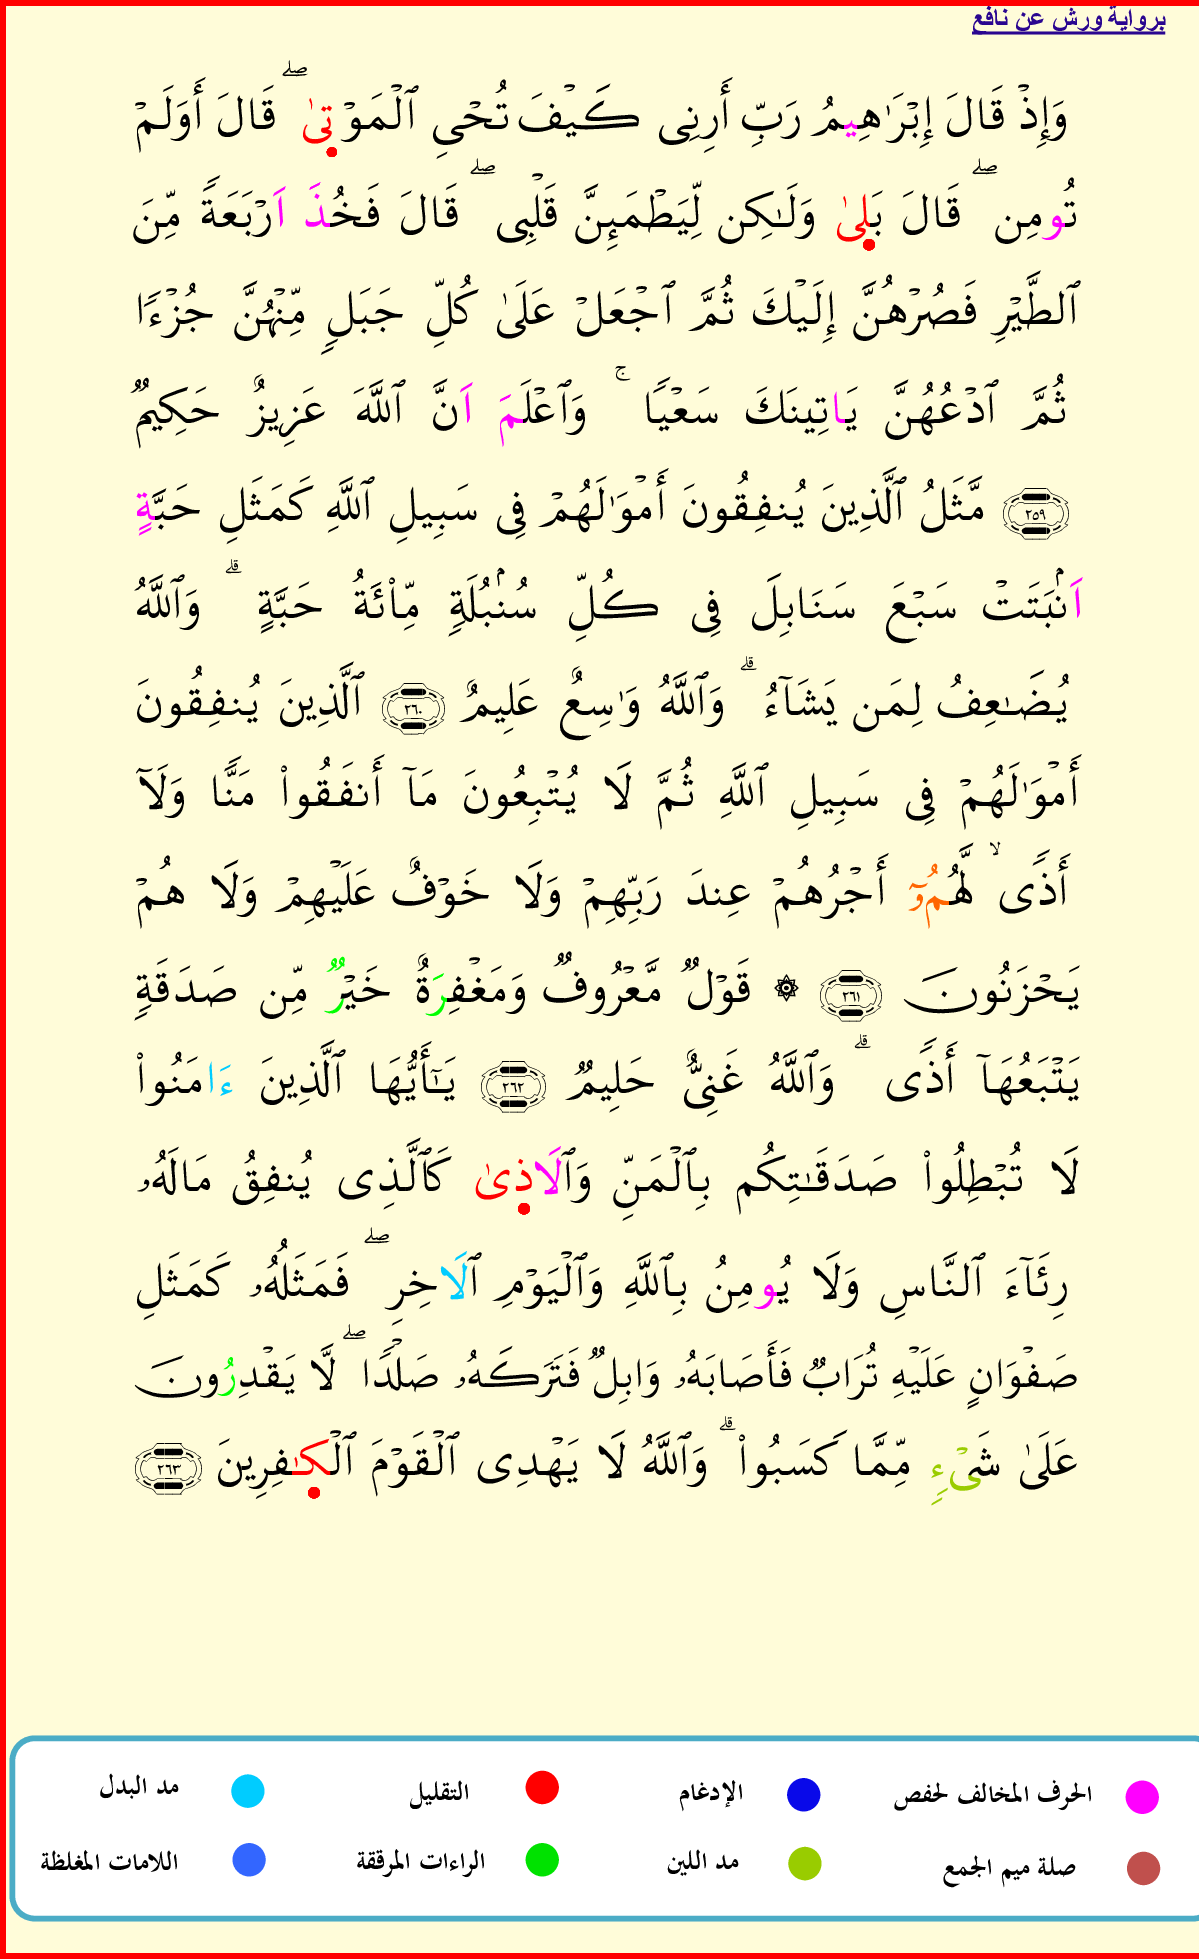 برواية ورش عن نافع
وَإِذْ قَالَ إِبْرَٰهِيمُ رَبِّ أَرِنِى كَيْفَ تُحْىِ ٱلْمَوْتىٰ ۖ قَالَ أَوَلَمْ
تُومِن ۖ قَالَ بَلىٰ وَلَٰكِن لِّيَطْمَئِنَّ قَلْبِى ۖ قَالَ فَخُذَ اَرْبَعَةً مِّنَ
ٱلطَّيْرِ فَصُرْهُنَّ إِلَيْكَ ثُمَّ ٱجْعَلْ عَلَىٰ كُلِّ جَبَلٍ مِّنْهُنَّ جُزْءًا
ثُمَّ ٱدْعُهُنَّ يَاتِينَكَ سَعْيًا ۚ وَٱعْلَمَ اَنَّ ٱللَّهَ عَزِيزٌ حَكِيمٌ
٢٥٩ مَّثَلُ ٱلَّذِينَ يُنفِقُونَ أَمْوَٰلَهُمْ فِى سَبِيلِ ٱللَّهِ كَمَثَلِ حَبَّةٍ
اَنۢبَتَتْ سَبْعَ سَنَابِلَ فِى كُلِّ سُنۢبُلَةٍ مِّاْئَةُ حَبَّةٍ ۗ وَٱللَّهُ
يُضَٰعِفُ لِمَن يَشَآءُ ۗ وَٱللَّهُ وَٰسِعٌ عَلِيمٌ ٢٦٠ ٱلَّذِينَ يُنفِقُونَ
أَمْوَٰلَهُمْ فِى سَبِيلِ ٱللَّهِ ثُمَّ لَا يُتْبِعُونَ مَآ أَنفَقُوا۟ مَنًّا وَلَآ
أَذًى ۙ لَّهُمُۥٓ أَجْرُهُمْ عِندَ رَبِّهِمْ وَلَا خَوْفٌ عَلَيْهِمْ وَلَا هُمْ
يَحْزَنُونَ ٢٦١ ۞ قَوْلٌ مَّعْرُوفٌ وَمَغْفِرَةٌ خَيْرٌ مِّن صَدَقَةٍ
يَتْبَعُهَآ أَذًى ۗ وَٱللَّهُ غَنِىٌّ حَلِيمٌ ٢٦٢ يَٰٓأَيُّهَا ٱلَّذِينَ ءَامَنُوا۟
لَا تُبْطِلُوا۟ صَدَقَٰتِكُم بِٱلْمَنِّ وَٱلَاذِىٰ كَٱلَّذِى يُنفِقُ مَالَهُۥ
رِئَآءَ ٱلنَّاسِ وَلَا يُومِنُ بِٱللَّهِ وَٱلْيَوْمِ ٱلَاخِرِ ۖ فَمَثَلُهُۥ كَمَثَلِ
صَفْوَانٍ عَلَيْهِ تُرَابٌ فَأَصَابَهُۥ وَابِلٌ فَتَرَكَهُۥ صَلْدًا ۖ لَّا يَقْدِرُونَ
عَلَىٰ شَىْءٍ مِّمَّا كَسَبُوا۟ ۗ وَٱللَّهُ لَا يَهْدِى ٱلْقَوْمَ ٱلْكَٰفِرِينَ ٢٦٣
الحرف المخالف لحفص الإدغام التقليل مد البدل
صلة ميم الجمع مد اللين الراءات المرققة اللامات المغلظة